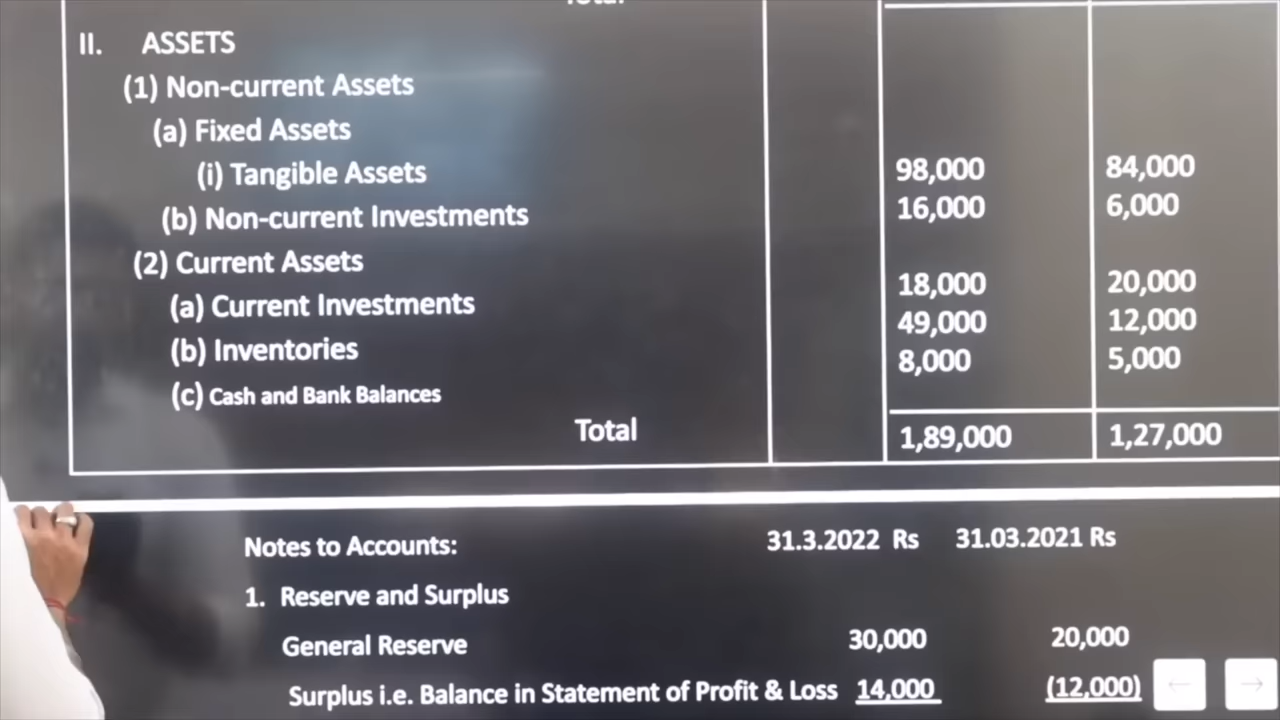 Total
II. ASSETS
(1) Non-current Assets
(a) Fixed Assets
(i) Tangible Assets 98,000 84,000
(b) Non-current Investments 16,000 6,000
(2) Current Assets
(a) Current Investments 18,000 20,000
(b) Inventories 49,000 12,000
(c) Cash and Bank Balances 8,000 5,000
Total 1,89,000 1,27,000
Notes to Accounts: 31.3.2022 Rs 31.03.2021 Rs
1. Reserve and Surplus
General Reserve 30,000 20,000
Surplus i.e. Balance in Statement of Profit & Loss 14,000 (12,000)